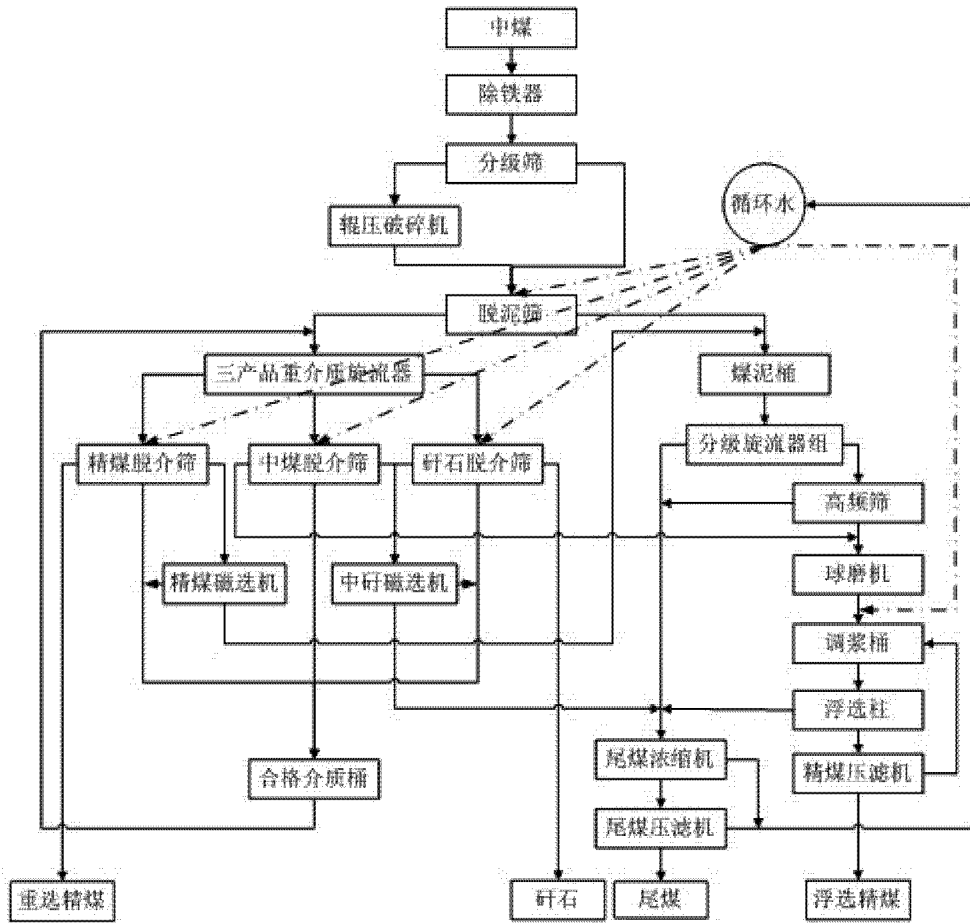 中煤
除铁器
分级筛
循环水
辊压破碎机
脱泥筛
三产品重介质旋流器
煤泥桶
分级旋流器组
精煤脱介筛
中煤脱介筛
矸石脱介筛
高频筛
精煤磁选机
中矸磁选机
球磨机
调浆桶
浮选柱
尾煤浓缩机
精煤压滤机
合格介质桶
尾煤压滤机
重选精煤
矸石
尾煤
浮选精煤